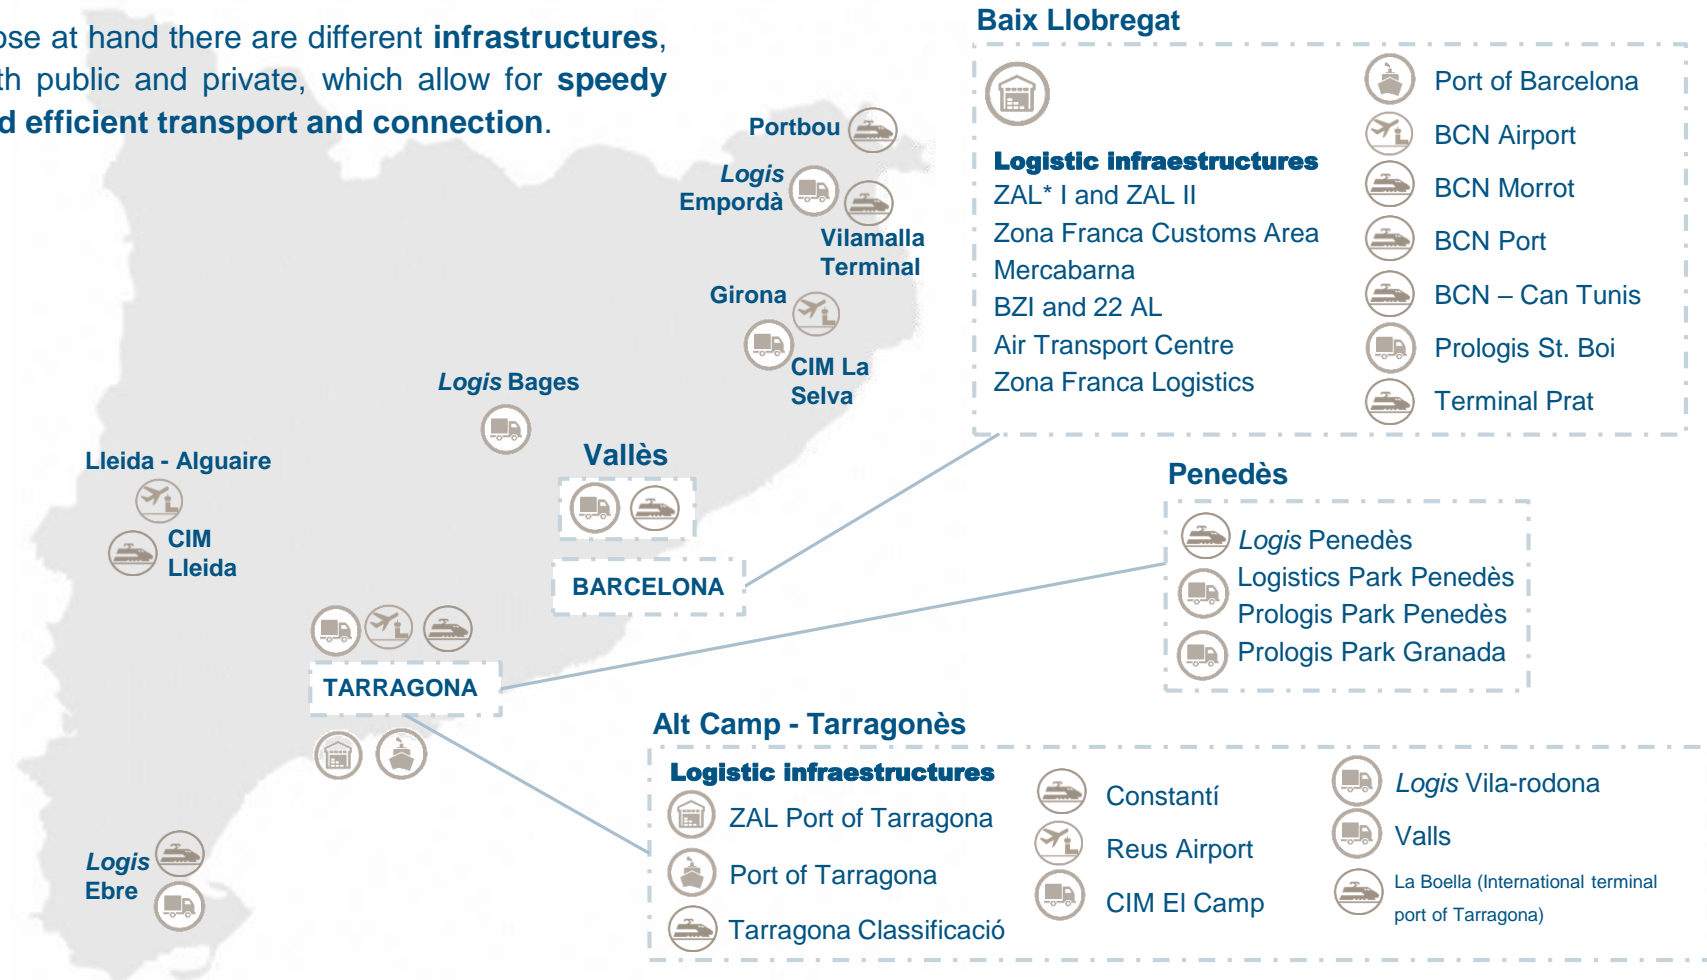 ose at hand there are different infrastructures,
th public and private, which allow for speedy
d efficient transport and connection.
Portbou
Logis
Empordà
Vilamalla
Terminal
Girona
CIM La
Selva
Logis Bages
Vallès
Lleida - Alguaire
CIM
Lleida
BARCELONA
TARRAGONA
Logis
Ebre
Baix Llobregat
Logistic infraestructures
ZAL* I and ZAL II
Zona Franca Customs Area
Mercabarna
BZI and 22 AL
Air Transport Centre
Zona Franca Logistics
Port of Barcelona
BCN Airport
BCN Morrot
BCN Port
BCN – Can Tunis
Prologis St. Boi
Terminal Prat
Penedès
Logis Penedès
Logistics Park Penedès
Prologis Park Penedès
Prologis Park Granada
Alt Camp - Tarragonès
Logistic infraestructures
ZAL Port of Tarragona
Port of Tarragona
Tarragona Classificació
Constantí
Reus Airport
CIM El Camp
Logis Vila-rodona
Valls
La Boella (International terminal
port of Tarragona)